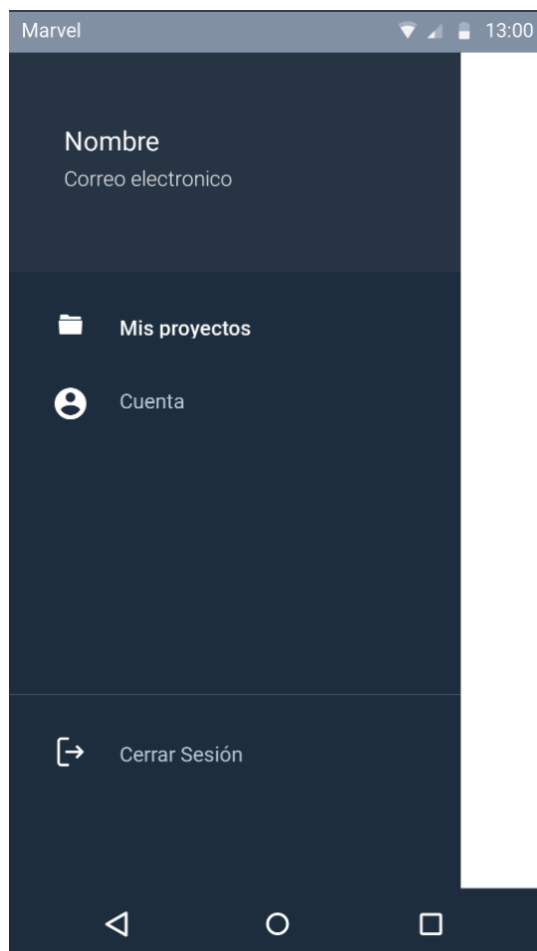 Marvel 13:00
Nombre
Correo electronico
Mis proyectos
Cuenta
Cerrar Sesión